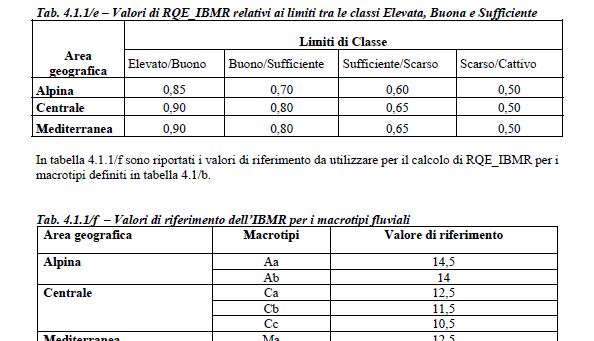 Tab. 4.1.1/e – Valori di RQE_IBMR relativi ai limiti tra le classi Elevata, Buona e Sufficiente
Area geografica Limiti di Classe
Elevato/Buono Buono/Sufficiente Sufficiente/Scarso Scarso/Cattivo
Alpina 0,85 0,70 0,60 0,50
Centrale 0,90 0,80 0,65 0,50
Mediterranea 0,90 0,80 0,65 0,50
In tabella 4.1.1/f sono riportati i valori di riferimento da utilizzare per il calcolo di RQE_IBMR per i
macrotipi definiti in tabella 4.1/b.
Tab. 4.1.1/f – Valori di riferimento dell'IBMR per i macrotipi fluviali
Area geografica Macrotipi Valore di riferimento
Alpina Aa 14,5
Ab 14
Centrale Ca 12,5
Cb 11,5
Cc 10,5
Mediterranea Ma 12,5